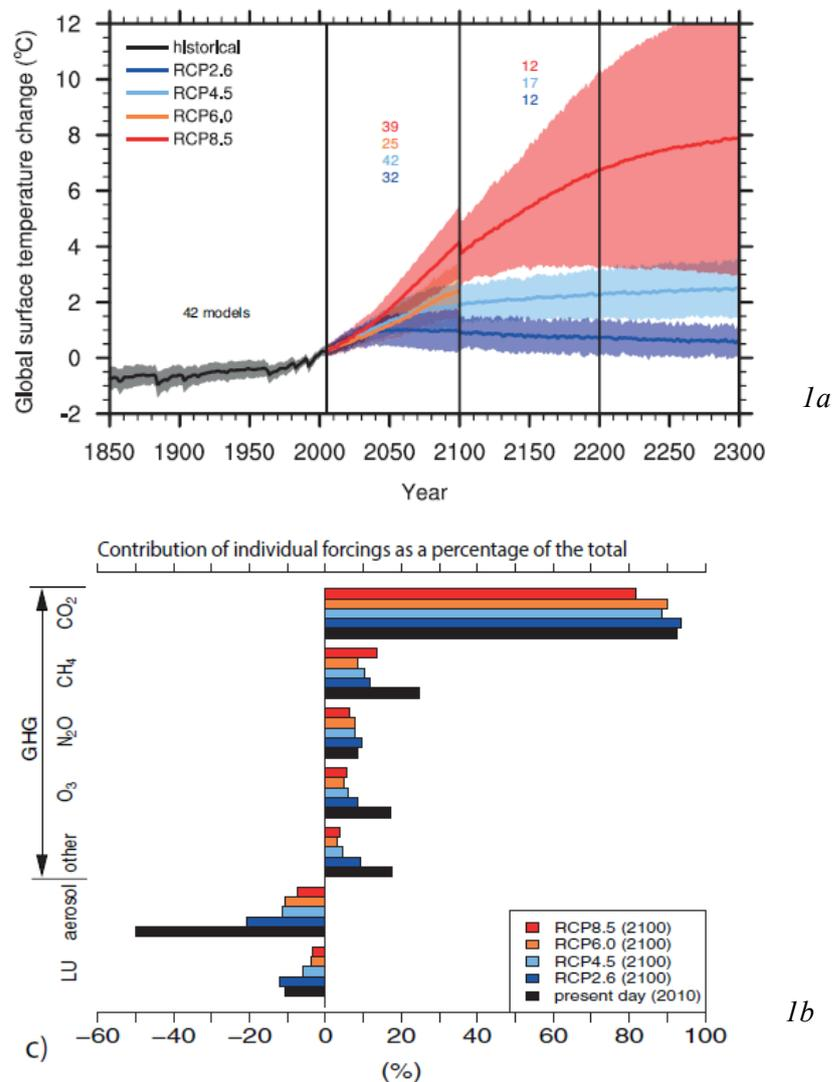 Global surface temperature change (°C)
12
10
8
6
4
2
0
-2
historical
RCP2.6
RCP4.5
RCP6.0
RCP8.5
39
25
42
32
12
17
12
42 models
1850 1900 1950 2000 2050 2100 2150 2200 2250 2300
Year
1a
Contribution of individual forcings as a percentage of the total
GHG
CO₂
CH₄
N₂O
O₃
other
aerosol
LU
RCP8.5 (2100)
RCP6.0 (2100)
RCP4.5 (2100)
RCP2.6 (2100)
present day (2010)
1b
c)
−60 −40 −20 0 20 40 60 80 100
(%)